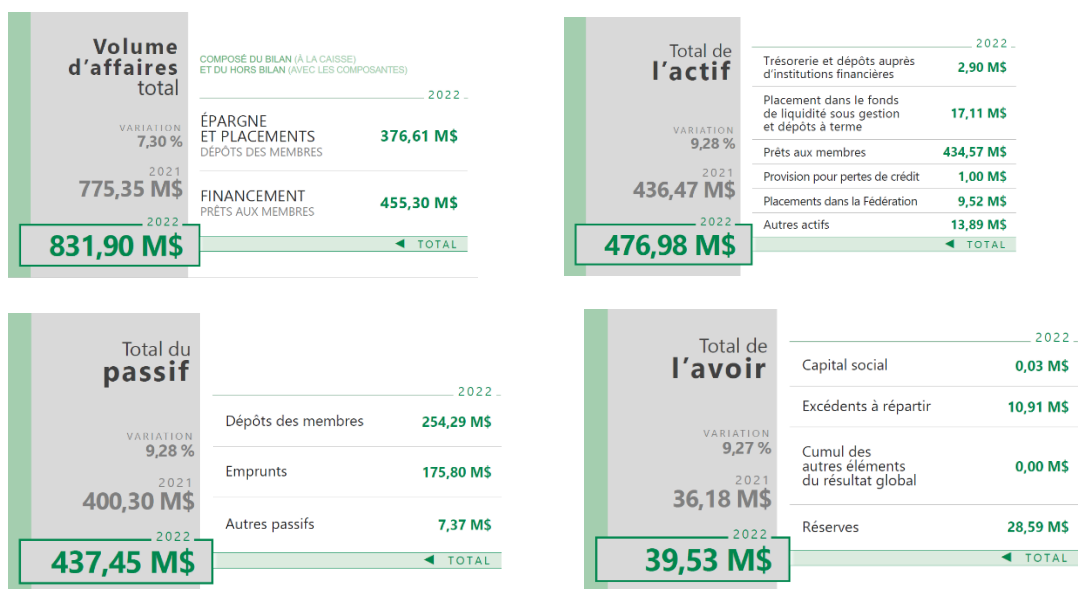 Volume
d'affaires
total
COMPOSÉ DU BILAN (À LA CAISSE)
ET DU HORS BILAN (AVEC LES COMPOSANTES)
2022
VARIATION
7,30 %
2021
775,35 M$
2022
831,90 M$
ÉPARGNE
ET PLACEMENTS
DÉPÔTS DES MEMBRES
376,61 M$
FINANCEMENT
PRÊTS AUX MEMBRES
455,30 M$
◄ TOTAL
Total de
l'actif
VARIATION
9,28 %
2021
436,47 M$
2022
476,98 M$
2022
Trésorerie et dépôts auprès
d'institutions financières
2,90 M$
Placement dans le fonds
de liquidité sous gestion
et dépôts à terme
17,11 M$
Prêts aux membres 434,57 M$
Provision pour pertes de crédit 1,00 M$
Placements dans la Fédération 9,52 M$
Autres actifs 13,89 M$
◄ TOTAL
Total du
passif
VARIATION
9,28 %
2021
400,30 M$
2022
437,45 M$
2022
Dépôts des membres 254,29 M$
Emprunts 175,80 M$
Autres passifs 7,37 M$
◄ TOTAL
Total de
l'avoir
VARIATION
9,27 %
2021
36,18 M$
2022
39,53 M$
2022
Capital social 0,03 M$
Excédents à répartir 10,91 M$
Cumul des
autres éléments
du résultat global
0,00 M$
Réserves 28,59 M$
◄ TOTAL